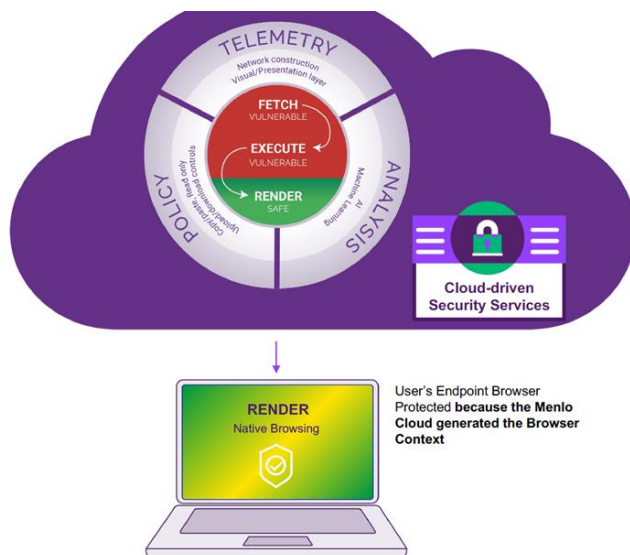 TELEMETRY
Network construction
Visual/Presentation layer
FETCH
VULNERABLE
EXECUTE
VULNERABLE
RENDER
SAFE
POLICY
Copy/paste, Read only
Upload/download controls
ANALYSIS
AI
Machine Learning
Cloud-driven
Security Services
User's Endpoint Browser
Protected because the Menlo
Cloud generated the Browser
Context
RENDER
Native Browsing